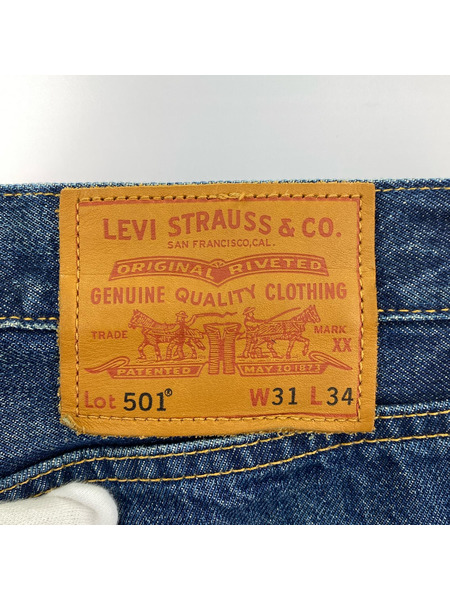 LEVI STRAUSS & CO.
SAN FRANCISCO, CAL.
ORIGINAL RIVETED
GENUINE QUALITY CLOTHING
TRADE MARK
XX
PATENTED MAY 20 1873
Lot 501® W31 L34